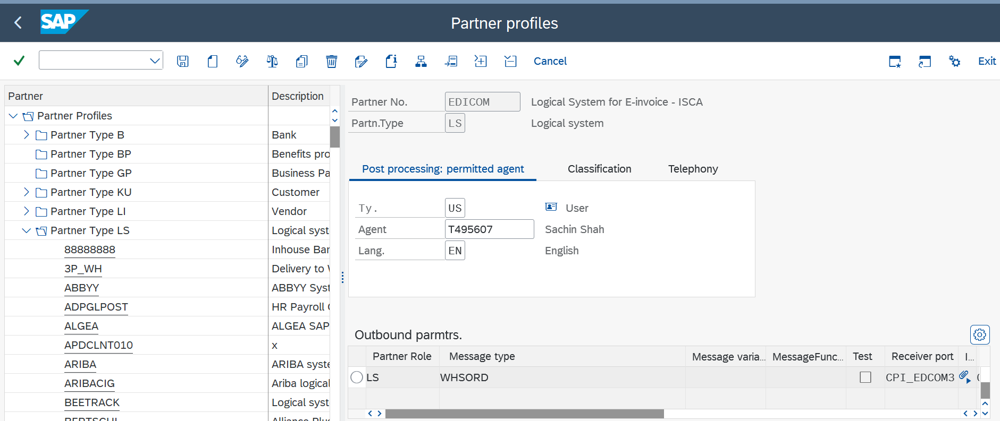 SAP
Partner profiles
Cancel
Exit
Partner Description
Partner Profiles
Partner Type B Bank
Partner Type BP Benefits pro
Partner Type GP Business Pa
Partner Type KU Customer
Partner Type LI Vendor
Partner Type LS Logical syst
88888888 Inhouse Bar
3P_WH Delivery to
ABBYY ABBYY Syst
ADPGLPOST HR Payroll
ALGEA ALGEA SAP
APDCLNT010 x
ARIBA ARIBA syste
ARIBACIG Ariba logical
BEETRACK Logical syst
Alliance Plus
Partner No. EDICOM Logical System for E-invoice - ISCA
Partn.Type LS Logical system
Post processing: permitted agent Classification Telephony
Ty. US User
Agent T495607 Sachin Shah
Lang. EN English
Outbound parmtrs.
Partner Role Message type Message varia... MessageFunc... Test Receiver port I...
LS WHSORD CPI_EDCOM3